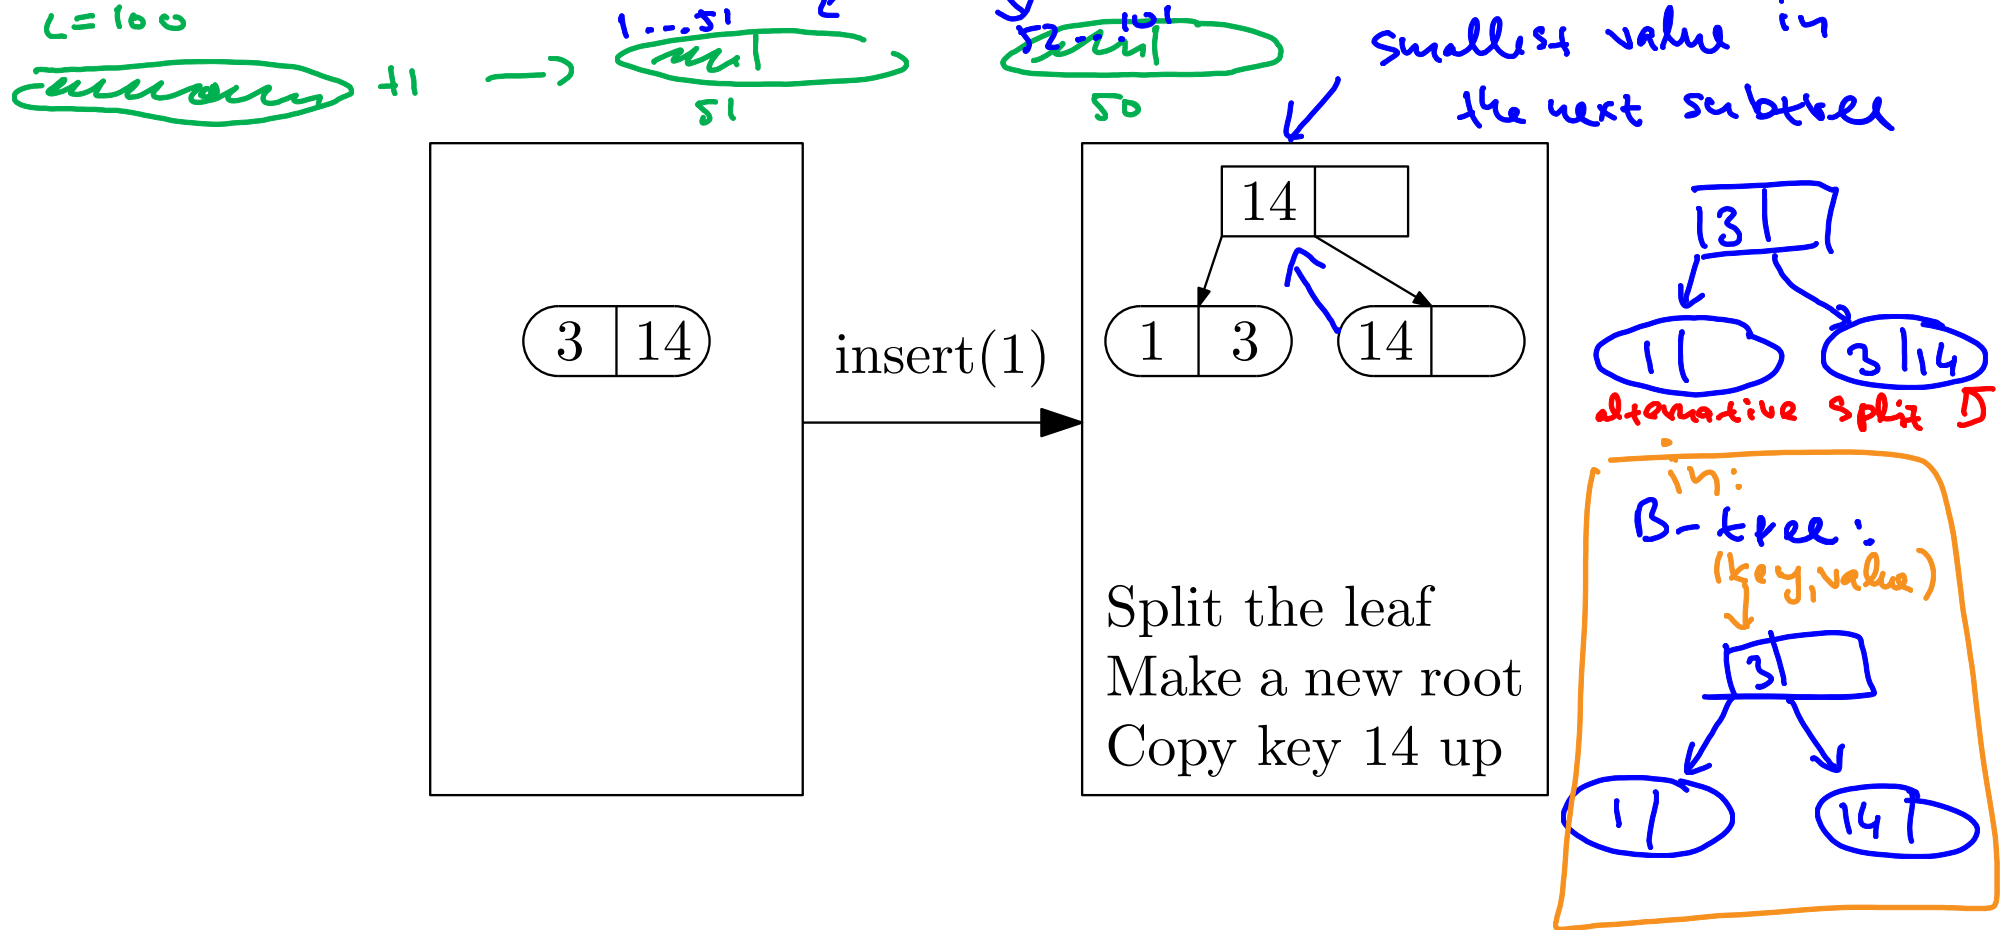 L=100
+1
1...51
51
52...101
50
smallest value in
the next subtree
3 14
insert(1)
14
1 3
14
3
1
3 14
alternative split
in:
B-tree:
(key,value)
3
1
14
Split the leaf
Make a new root
Copy key 14 up